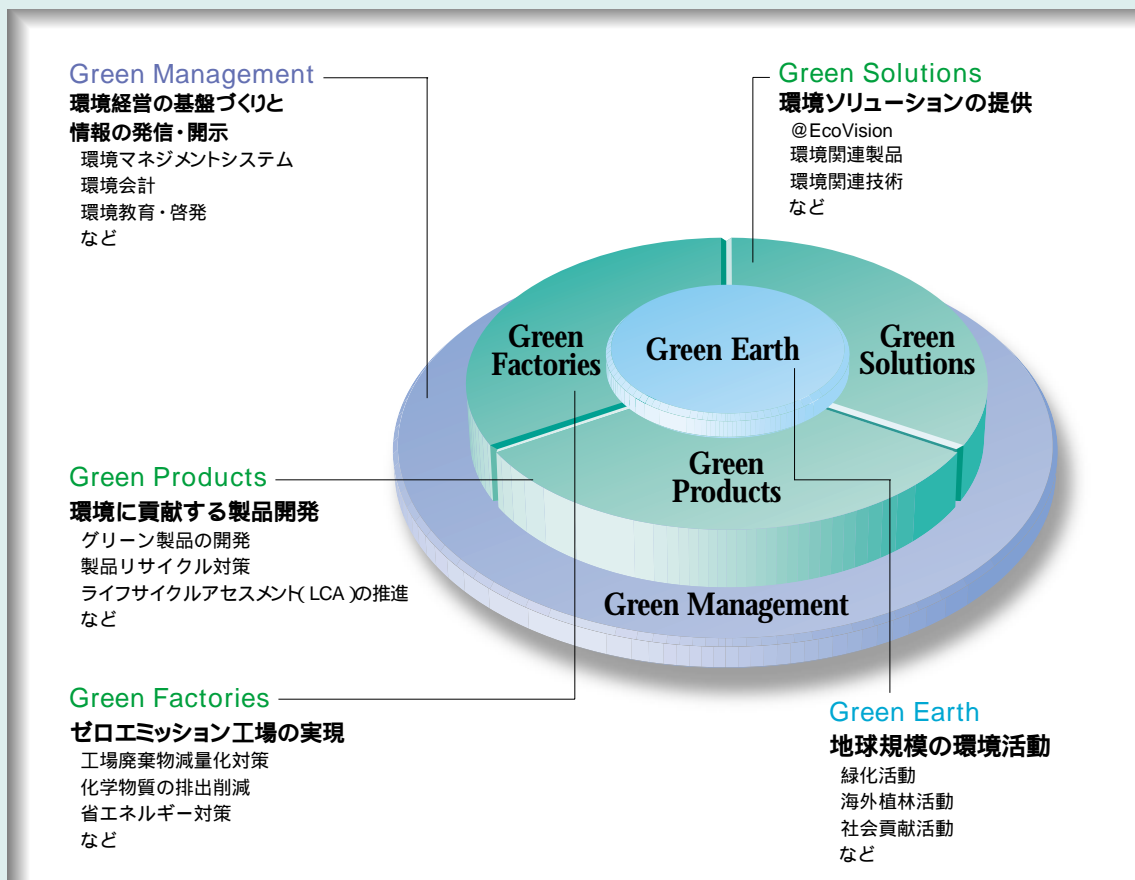 Green Management
環境経営の基盤づくりと
情報の発信・開示
環境マネジメントシステム
環境会計
環境教育・啓発
など
Green Solutions
環境ソリューションの提供
@EcoVision
環境関連製品
環境関連技術
など
Green
Factories
Green Earth
Green
Solutions
Green
Products
Green Management
Green Products
環境に貢献する製品開発
グリーン製品の開発
製品リサイクル対策
ライフサイクルアセスメント(LCA)の推進
など
Green Factories
ゼロエミッション工場の実現
工場廃棄物減量化対策
化学物質の排出削減
省エネルギー対策
など
Green Earth
地球規模の環境活動
緑化活動
海外植林活動
社会貢献活動
など